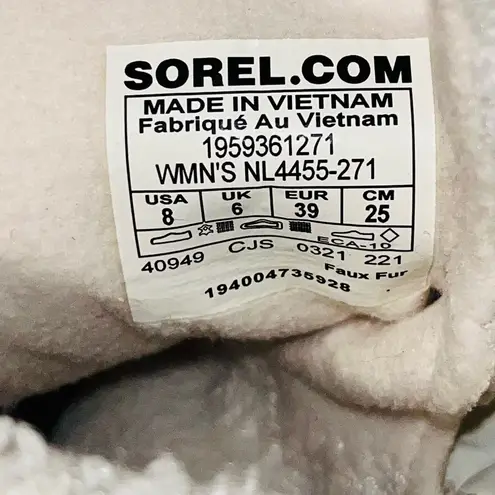 SOREL.COM
MADE IN VIETNAM
Fabriqué Au Vietnam
1959361271
WMN'S NL4455-271
USA UK EUR CM
8 6 39 25
ECA-10
40949 CJS 0321 221
Faux Fur
194004735928